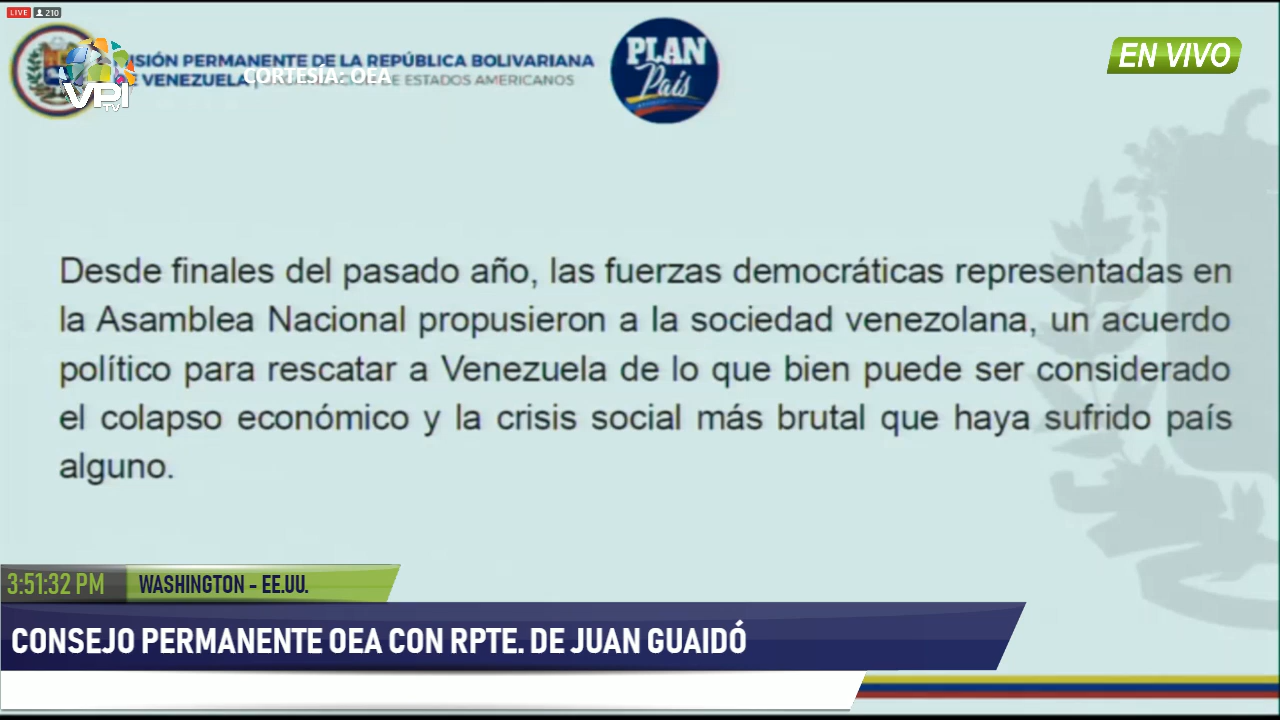 LIVE 210
ISIÓN PERMANENTE DE LA REPÚBLICA BOLIVARIANA
E VENEZUELA | DE ESTADOS AMERICANOS
CORTESÍA: OEA
VPI
TV
PLAN
País
EN VIVO
Desde finales del pasado año, las fuerzas democráticas representadas en
la Asamblea Nacional propusieron a la sociedad venezolana, un acuerdo
político para rescatar a Venezuela de lo que bien puede ser considerado
el colapso económico y la crisis social más brutal que haya sufrido país
alguno.
3:51:32 PM WASHINGTON - EE.UU.
CONSEJO PERMANENTE OEA CON RPTE. DE JUAN GUAIDÓ